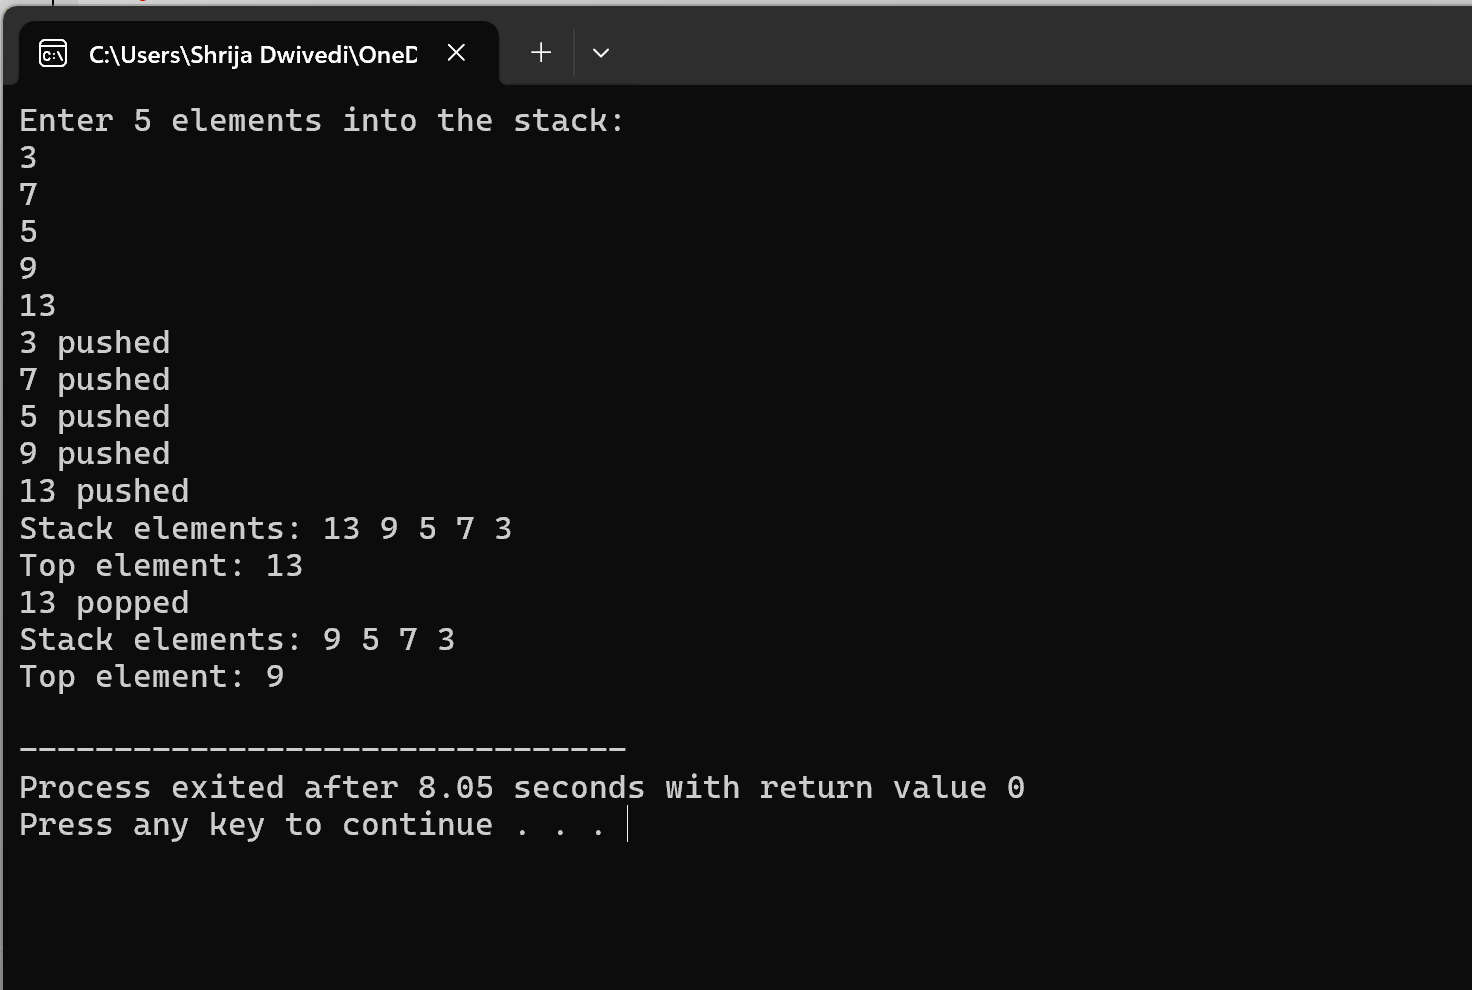 C:\Users\Shrija Dwivedi\OneD
Enter 5 elements into the stack:
3
7
5
9
13
3 pushed
7 pushed
5 pushed
9 pushed
13 pushed
Stack elements: 13 9 5 7 3
Top element: 13
13 popped
Stack elements: 9 5 7 3
Top element: 9
--------------------------------
Process exited after 8.05 seconds with return value 0
Press any key to continue . . .